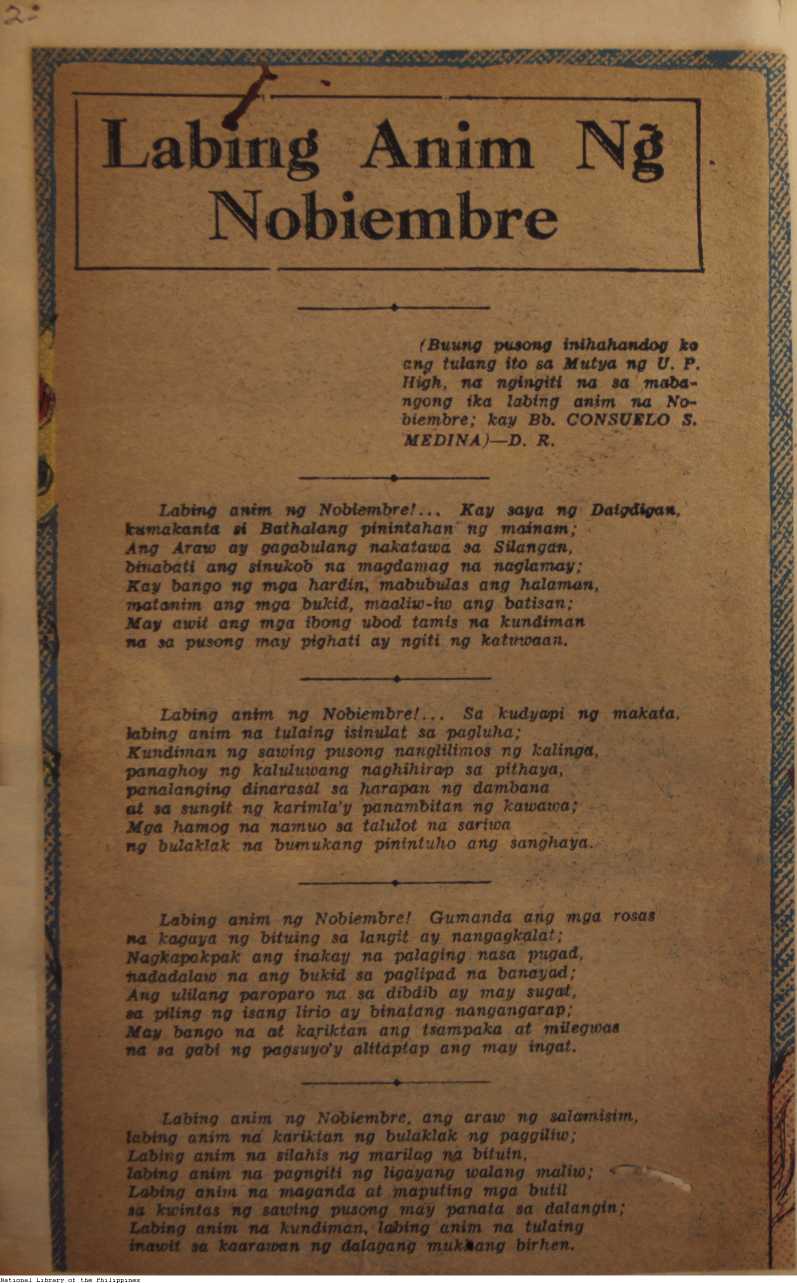 2:
Labing Anim Ng̃
Nobiembre
(Buung pusong inihahandog ko
ang tulang ito sa Mutya ng U. P.
High, na ngingiti na sa maba-
ngong ika labing anim na No-
biembre; kay Bb. CONSUELO S.
MEDINA)—D. R.
Labing anim ng Nobiembre!... Kay saya ng Daigdigan,
kumakanta si Bathalang pinintahan ng mainam;
Ang Araw ay gagabulang nakatawa sa Silangan,
binabati ang sinukob na magdamag na naglamay;
Kay bango ng mga hardin, mabubulas ang halaman,
matanim ang mga bukid, maaliw-iw ang batisan;
May awit ang mga ibong ubod tamis na kundiman
na sa pusong may pighati ay ngiti ng katuwaan.
Labing anim ng Nobiembre!... Sa kudyapi ng makata,
labing anim na tulaing isinulat sa pagluha;
Kundiman ng sawing pusong nanglilimos ng kalinga,
panaghoy ng kaluluwang naghihirap sa pithaya,
panalanging dinarasal sa harapan ng dambana
at sa sungit ng karimla'y panambitan ng kawawa;
Mga hamog na namuo sa talulot na sariwa
ng bulaklak na bumukang pinintuho ang sanghaya.
Labing anim ng Nobiembre! Gumanda ang mga rosas
na kagaya ng bituing sa langit ay nangagkalat;
Nagkapakpak ang inakay na palaging nasa pugad,
nadadalaw na ang bukid sa paglipad na banayad;
Ang ulilang paroparo na sa dibdib ay may sugat,
sa piling ng isang lirio ay binatang nangangarap;
May bango na at kariktan ang tsampaka at milegwas
na sa gabi ng pagsuyo'y alitaptap ang may ingat.
Labing anim ng Nobiembre, ang araw ng salamisim,
labing anim na kariktan ng bulaklak ng paggiliw;
Labing anim na silahis ng marilag na bituin,
labing anim na pagngiti ng ligayang walang maliw;
Labing anim na maganda at maputing mga butil
sa kwintas ng sawing pusong may panata sa dalangin;
Labing anim na kundiman, labing anim na tulaing
inawit sa kaarawan ng dalagang mukhang birhen.
National Library of the Philippines